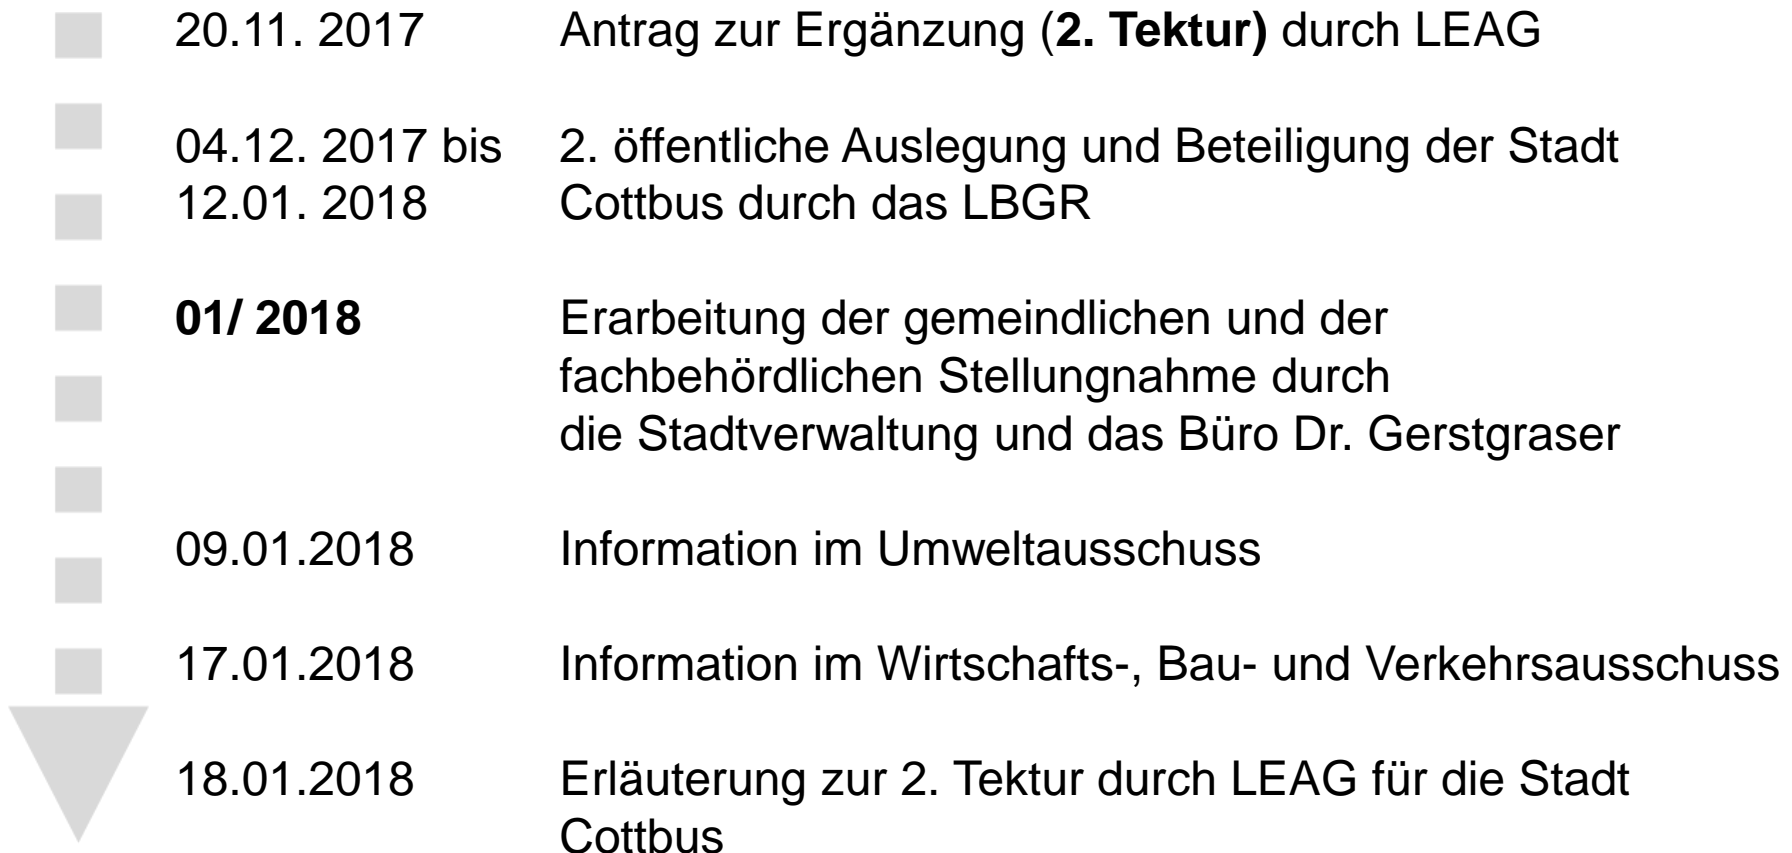 20.11. 2017 Antrag zur Ergänzung (2. Tektur) durch LEAG
04.12. 2017 bis 2. öffentliche Auslegung und Beteiligung der Stadt
12.01. 2018 Cottbus durch das LBGR
01/ 2018 Erarbeitung der gemeindlichen und der
fachbehördlichen Stellungnahme durch
die Stadtverwaltung und das Büro Dr. Gerstgraser
09.01.2018 Information im Umweltausschuss
17.01.2018 Information im Wirtschafts-, Bau- und Verkehrsausschuss
18.01.2018 Erläuterung zur 2. Tektur durch LEAG für die Stadt
Cottbus